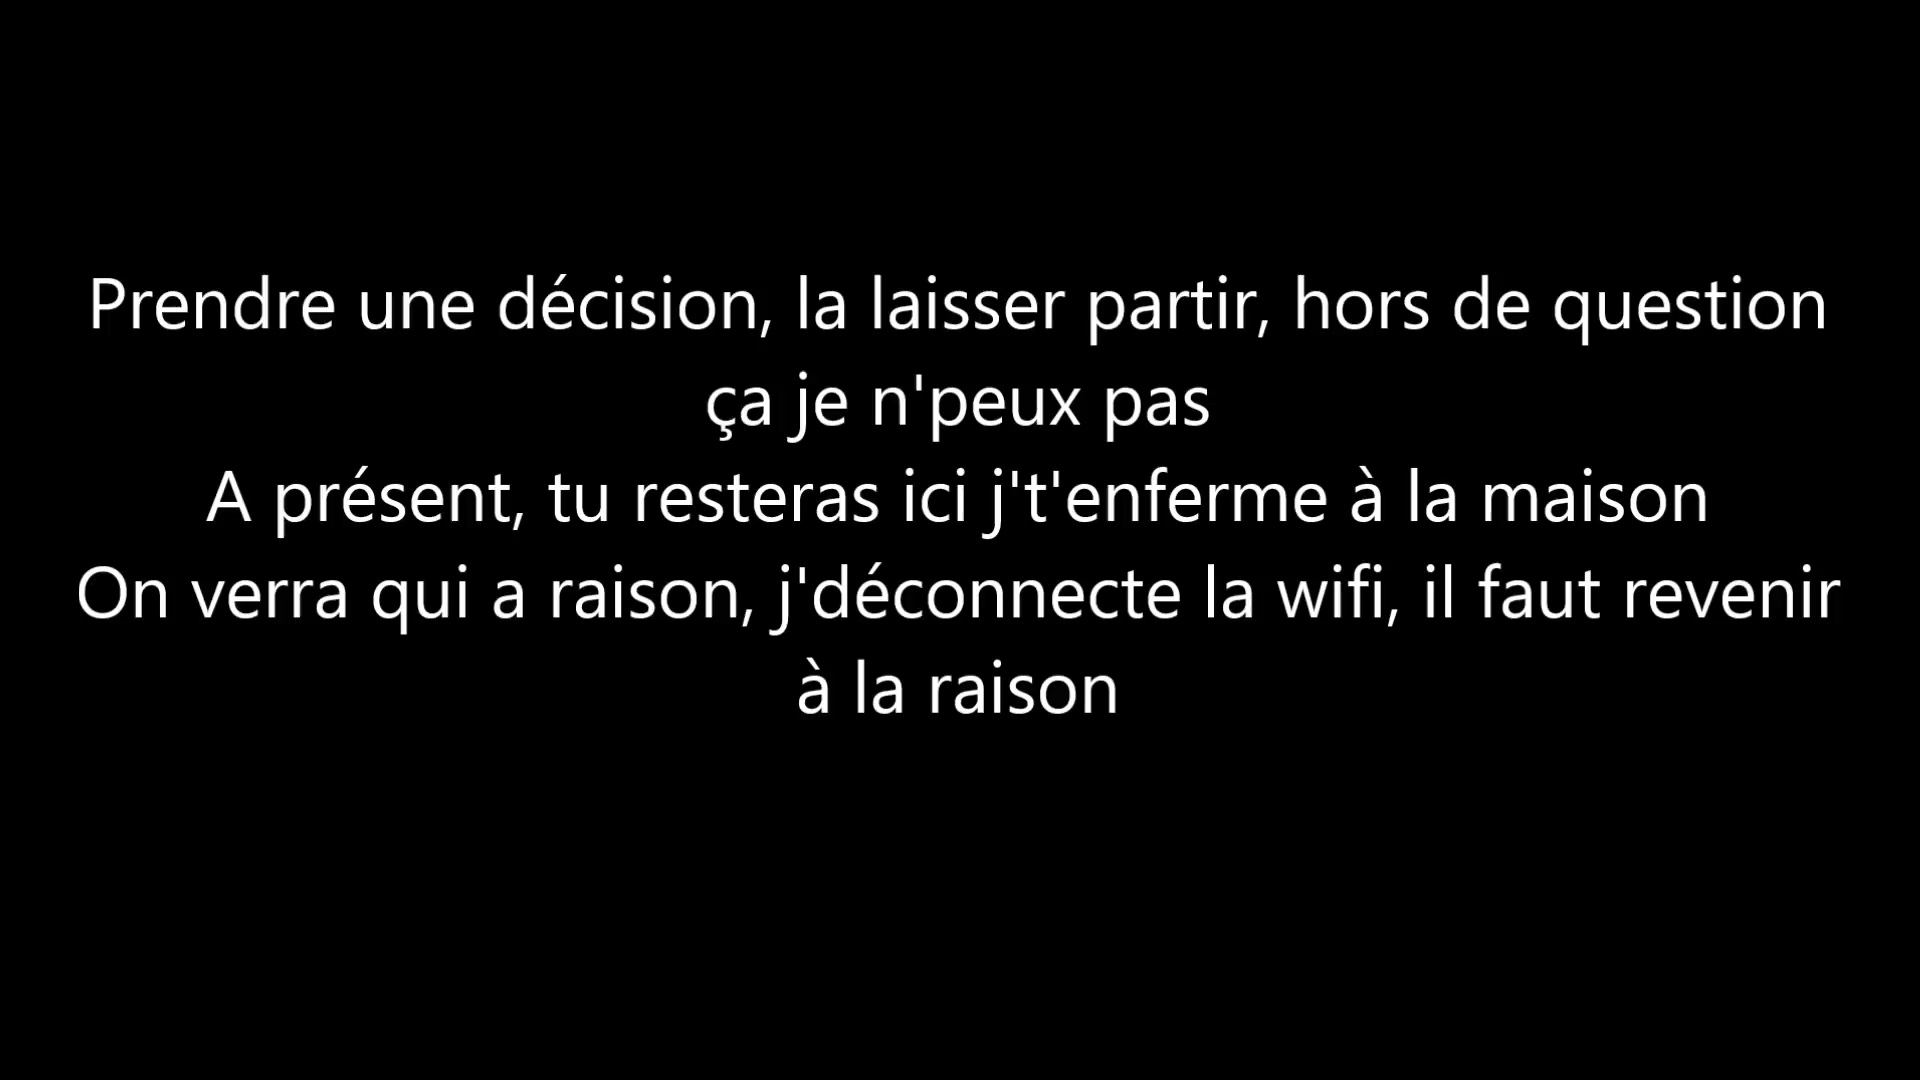 Prendre une décision, la laisser partir, hors de question
ça je n'peux pas
A présent, tu resteras ici j't'enferme à la maison
On verra qui a raison, j'déconnecte la wifi, il faut revenir
à la raison